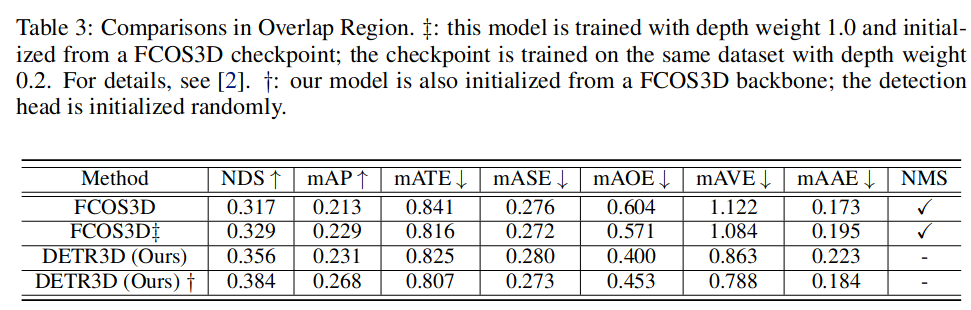 Table 3: Comparisons in Overlap Region. ‡: this model is trained with depth weight 1.0 and initial-
ized from a FCOS3D checkpoint; the checkpoint is trained on the same dataset with depth weight
0.2. For details, see [2]. †: our model is also initialized from a FCOS3D backbone; the detection
head is initialized randomly.
Method NDS ↑ mAP ↑ mATE ↓ mASE ↓ mAOE ↓ mAVE ↓ mAAE ↓ NMS
FCOS3D 0.317 0.213 0.841 0.276 0.604 1.122 0.173 ✓
FCOS3D‡ 0.329 0.229 0.816 0.272 0.571 1.084 0.195 ✓
DETR3D (Ours) 0.356 0.231 0.825 0.280 0.400 0.863 0.223 -
DETR3D (Ours) † 0.384 0.268 0.807 0.273 0.453 0.788 0.184 -